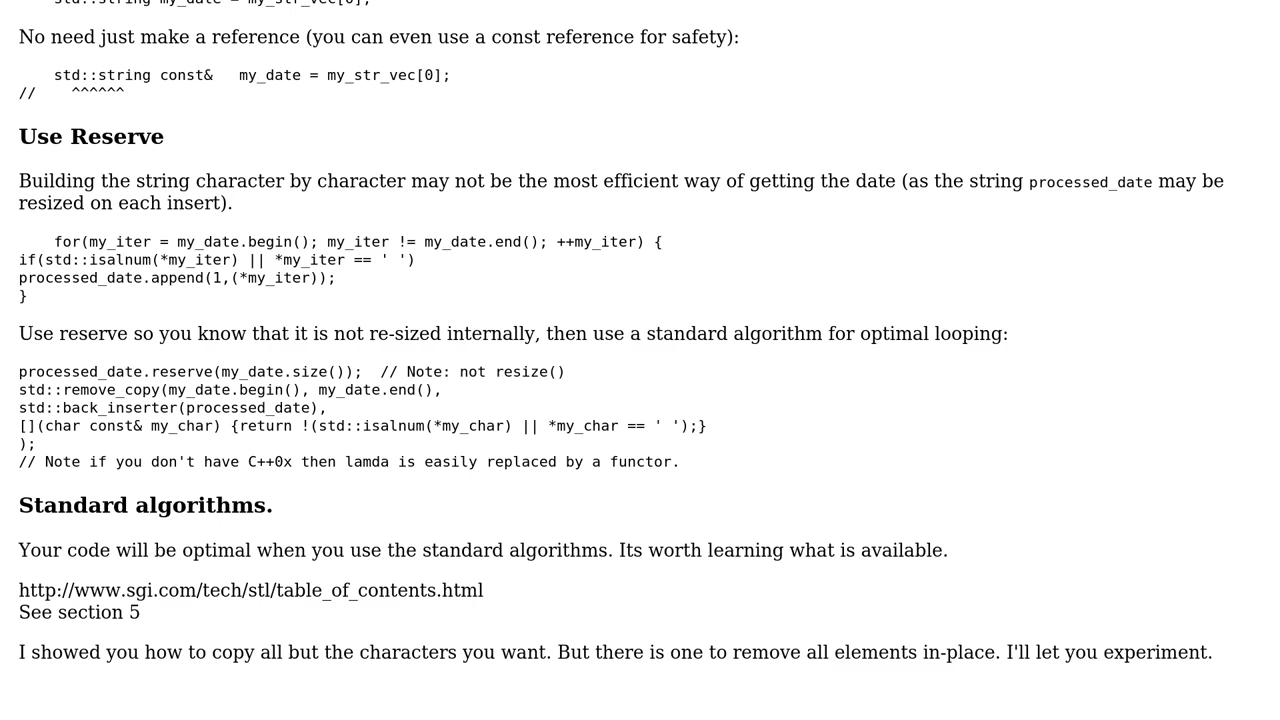 std::string my_date = my_str_vec[0];
No need just make a reference (you can even use a const reference for safety):
    std::string const&   my_date = my_str_vec[0];
//    ^^^^^^
Use Reserve
Building the string character by character may not be the most efficient way of getting the date (as the string processed_date may be
resized on each insert).
    for(my_iter = my_date.begin(); my_iter != my_date.end(); ++my_iter) {
if(std::isalnum(*my_iter) || *my_iter == ' ')
processed_date.append(1,(*my_iter));
}
Use reserve so you know that it is not re-sized internally, then use a standard algorithm for optimal looping:
processed_date.reserve(my_date.size());  // Note: not resize()
std::remove_copy(my_date.begin(), my_date.end(),
std::back_inserter(processed_date),
[](char const& my_char) {return !(std::isalnum(*my_char) || *my_char == ' ');}
);
// Note if you don't have C++0x then lamda is easily replaced by a functor.
Standard algorithms.
Your code will be optimal when you use the standard algorithms. Its worth learning what is available.
http://www.sgi.com/tech/stl/table_of_contents.html
See section 5
I showed you how to copy all but the characters you want. But there is one to remove all elements in-place. I'll let you experiment.